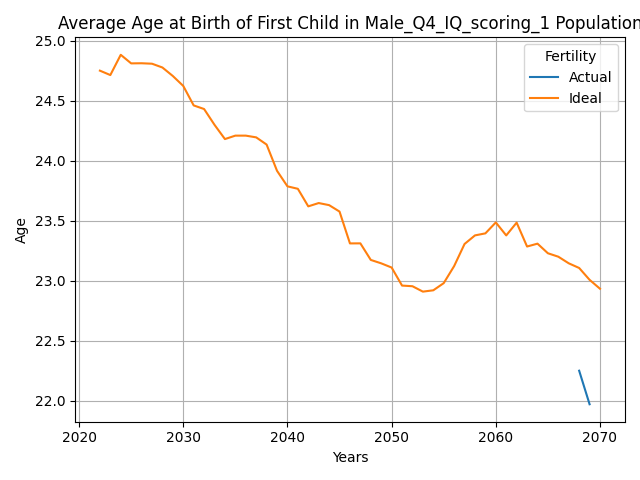 Average Age at Birth of First Child in Male_Q4_IQ_scoring_1 Population
25.0
24.5
24.0
23.5
23.0
22.5
22.0
Age
Fertility
Actual
Ideal
2020 2030 2040 2050 2060 2070
Years